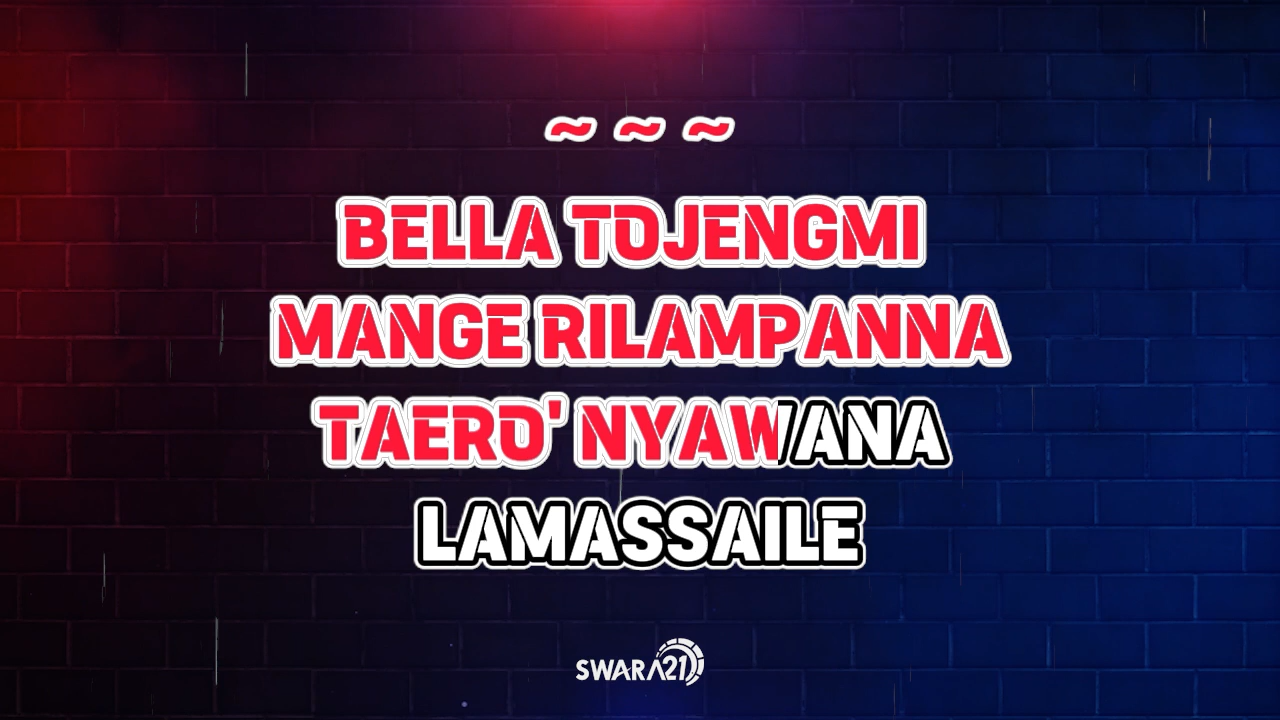 ~ ~ ~
BELLA TOJENGMI
MANGE RILAMPANNA
TAERO' NYAWANA
LAMASSAILE
SWARA21